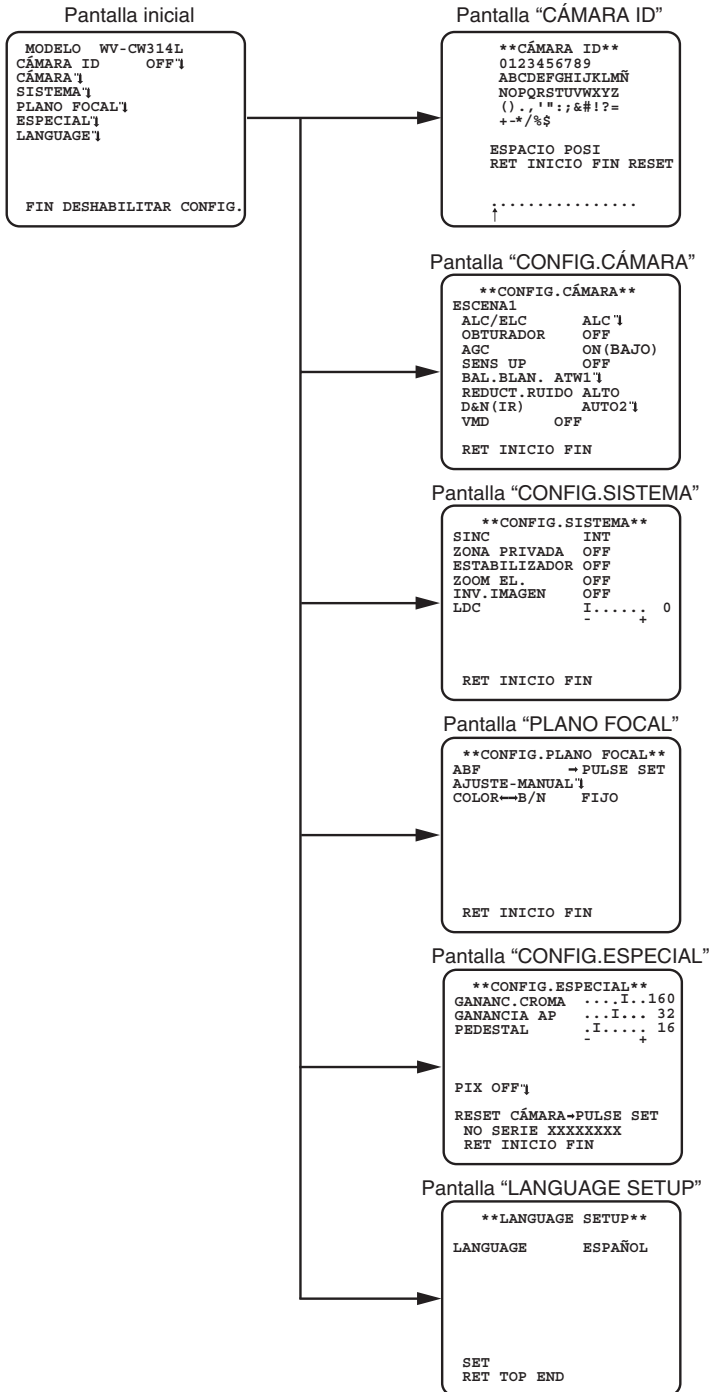 Pantalla inicial
MODELO WV-CW314L
CÁMARA ID OFF
CÁMARA
SISTEMA
PLANO FOCAL
ESPECIAL
LANGUAGE
FIN DESHABILITAR CONFIG.
Pantalla “CÁMARA ID”
**CÁMARA ID**
0123456789
ABCDEFGHIJKLMÑ
NOPQRSTUVWXYZ
().,'":;&#!?=
+-*/%$
ESPACIO POSI
RET INICIO FIN RESET
................
↑
Pantalla “CONFIG.CÁMARA”
**CONFIG.CÁMARA**
ESCENA1
ALC/ELC ALC
OBTURADOR OFF
AGC ON(BAJO)
SENS UP OFF
BAL.BLAN. ATW1
REDUCT.RUIDO ALTO
D&N(IR) AUTO2
VMD OFF
RET INICIO FIN
Pantalla “CONFIG.SISTEMA”
**CONFIG.SISTEMA**
SINC INT
ZONA PRIVADA OFF
ESTABILIZADOR OFF
ZOOM EL. OFF
INV.IMAGEN OFF
LDC I...... 0
- +
RET INICIO FIN
Pantalla “PLANO FOCAL”
**CONFIG.PLANO FOCAL**
ABF →PULSE SET
AJUSTE-MANUAL
COLOR←→B/N FIJO
RET INICIO FIN
Pantalla “CONFIG.ESPECIAL”
**CONFIG.ESPECIAL**
GANANC.CROMA ....I..160
GANANCIA AP ...I... 32
PEDESTAL .I..... 16
- +
PIX OFF
RESET CÁMARA→PULSE SET
NO SERIE XXXXXXXX
RET INICIO FIN
Pantalla “LANGUAGE SETUP”
**LANGUAGE SETUP**
LANGUAGE ESPAÑOL
SET
RET TOP END